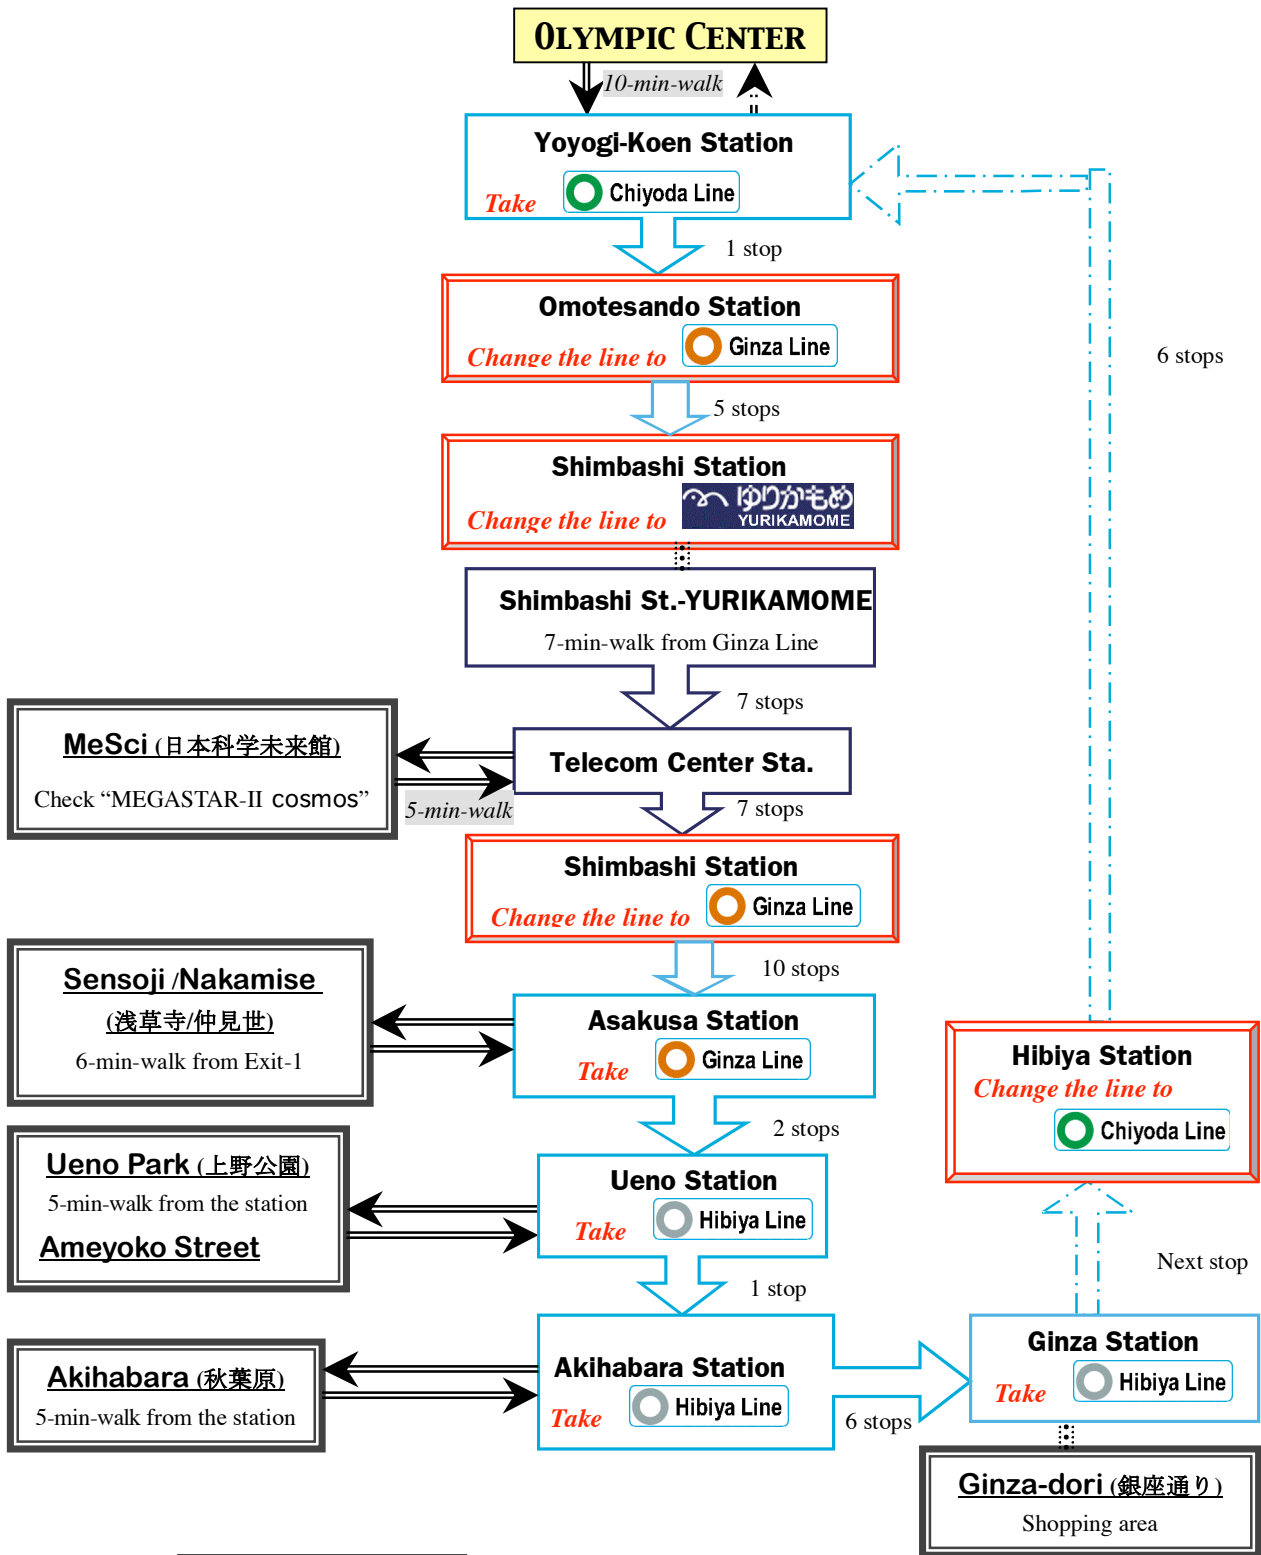 OLYMPIC CENTER
10-min-walk
Yoyogi-Koen Station
Take Chiyoda Line
1 stop
Omotesando Station
Change the line to Ginza Line
5 stops
Shimbashi Station
Change the line to ゆりかもめ
YURIKAMOME
Shimbashi St.-YURIKAMOME
7-min-walk from Ginza Line
7 stops
MeSci (日本科学未来館)
Check “MEGASTAR-II cosmos”
Telecom Center Sta.
5-min-walk
7 stops
Shimbashi Station
Change the line to Ginza Line
10 stops
Sensoji /Nakamise
(浅草寺/仲見世)
6-min-walk from Exit-1
Asakusa Station
Take Ginza Line
2 stops
Ueno Park (上野公園)
5-min-walk from the station
Ameyoko Street
Ueno Station
Take Hibiya Line
1 stop
Akihabara (秋葉原)
5-min-walk from the station
Akihabara Station
Take Hibiya Line
6 stops
Ginza Station
Take Hibiya Line
Ginza-dori (銀座通り)
Shopping area
Next stop
Hibiya Station
Change the line to
Chiyoda Line
6 stops